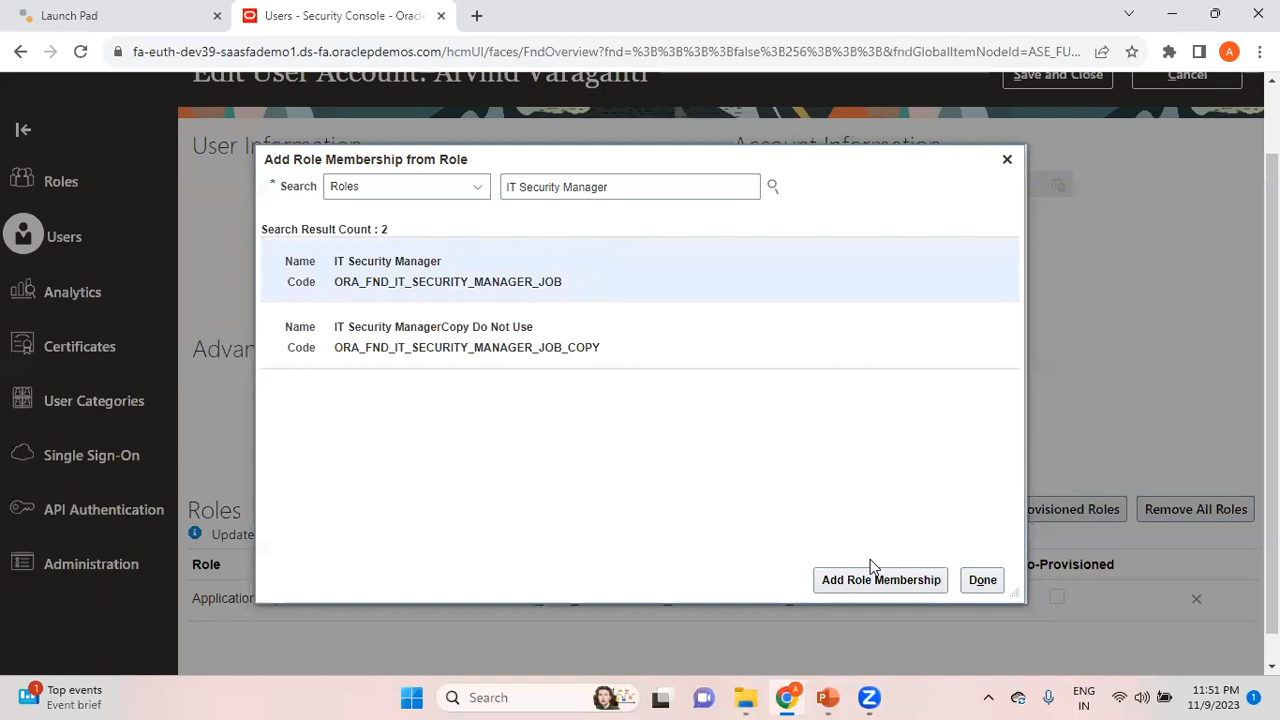 Launch Pad
Users - Security Console - Oracle
fa-euth-dev39-saasfademo1.ds-fa.oraclepdemos.com/hcmUI/faces/FndOverview?fnd=%3B%3B%3B%3Bfalse%3B256%3B%3B%3B&fndGlobalItemNodeId=ASE_FU...
A
Edit User Account: Arvind Varaganti
Save and Close
Cancel
User Information
Account Information
Add Role Membership from Role
* Search Roles IT Security Manager
Search Result Count : 2
Name IT Security Manager
Code ORA_FND_IT_SECURITY_MANAGER_JOB
Name IT Security ManagerCopy Do Not Use
Code ORA_FND_IT_SECURITY_MANAGER_JOB_COPY
Add Role Membership
Done
Roles
Users
Analytics
Certificates
User Categories
Single Sign-On
API Authentication
Administration
Advan
Roles
ovisioned Roles
Remove All Roles
Update
Role
o-Provisioned
Application
1
Top events
Event brief
Search
A
ENG
IN
11:51 PM
11/9/2023
1